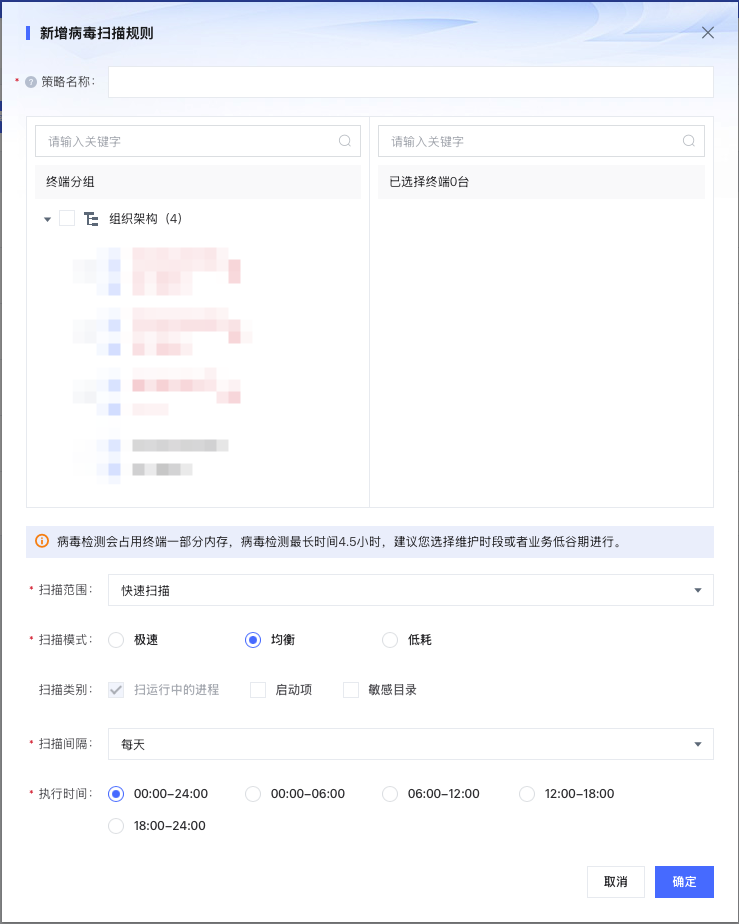 新增病毒扫描规则
* ? 策略名称:
请输入关键字
请输入关键字
终端分组
已选择终端0台
组织架构 (4)
病毒检测会占用终端一部分内存，病毒检测最长时间4.5小时，建议您选择维护时段或者业务低谷期进行。
* 扫描范围: 快速扫描
* 扫描模式: 极速 均衡 低耗
扫描类别: 扫运行中的进程 启动项 敏感目录
* 扫描间隔: 每天
* 执行时间: 00:00-24:00 00:00-06:00 06:00-12:00 12:00-18:00
18:00-24:00
取消 确定